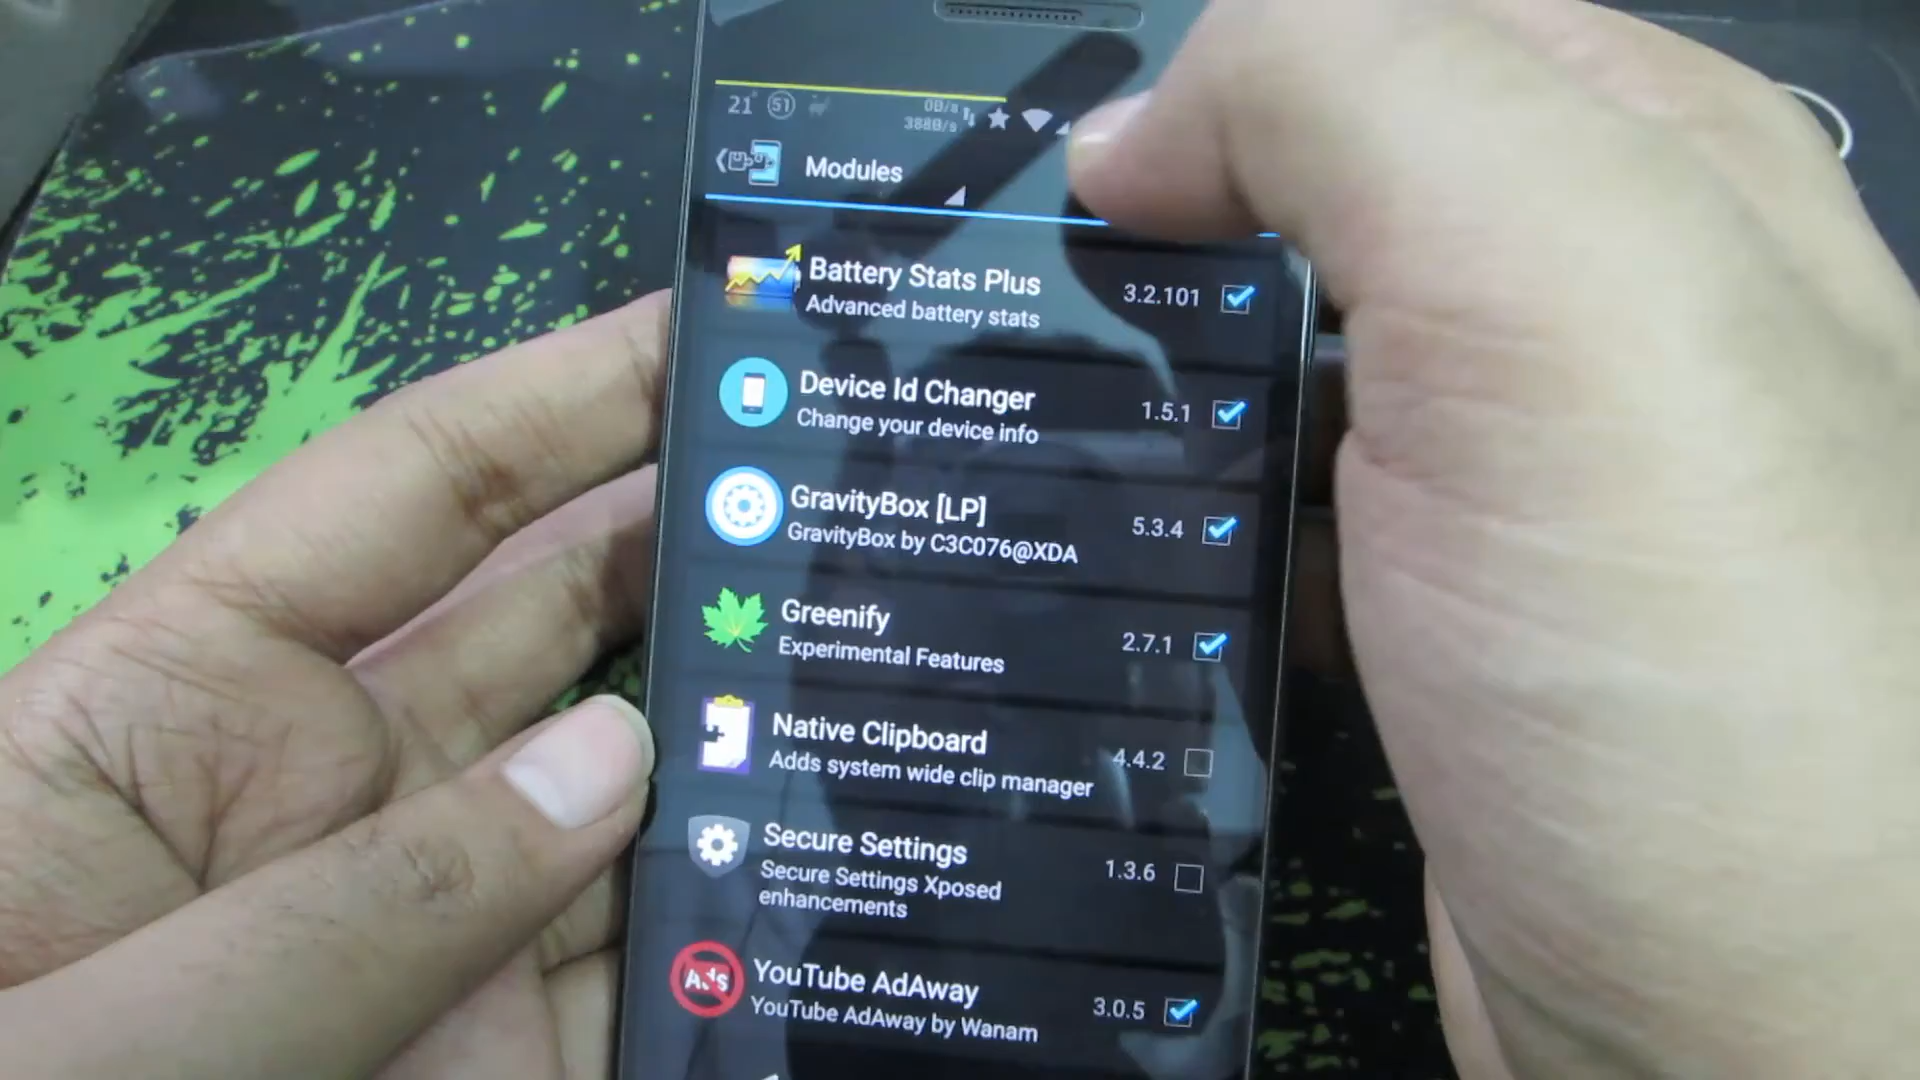 21° 51 0B/s
388B/s
Modules
Battery Stats Plus
Advanced battery stats
3.2.101
Device Id Changer
Change your device info
1.5.1
GravityBox [LP]
GravityBox by C3C076@XDA
5.3.4
Greenify
Experimental Features
2.7.1
Native Clipboard
Adds system wide clip manager
4.4.2
Secure Settings
Secure Settings Xposed
enhancements
1.3.6
Ads
YouTube AdAway
YouTube AdAway by Wanam
3.0.5